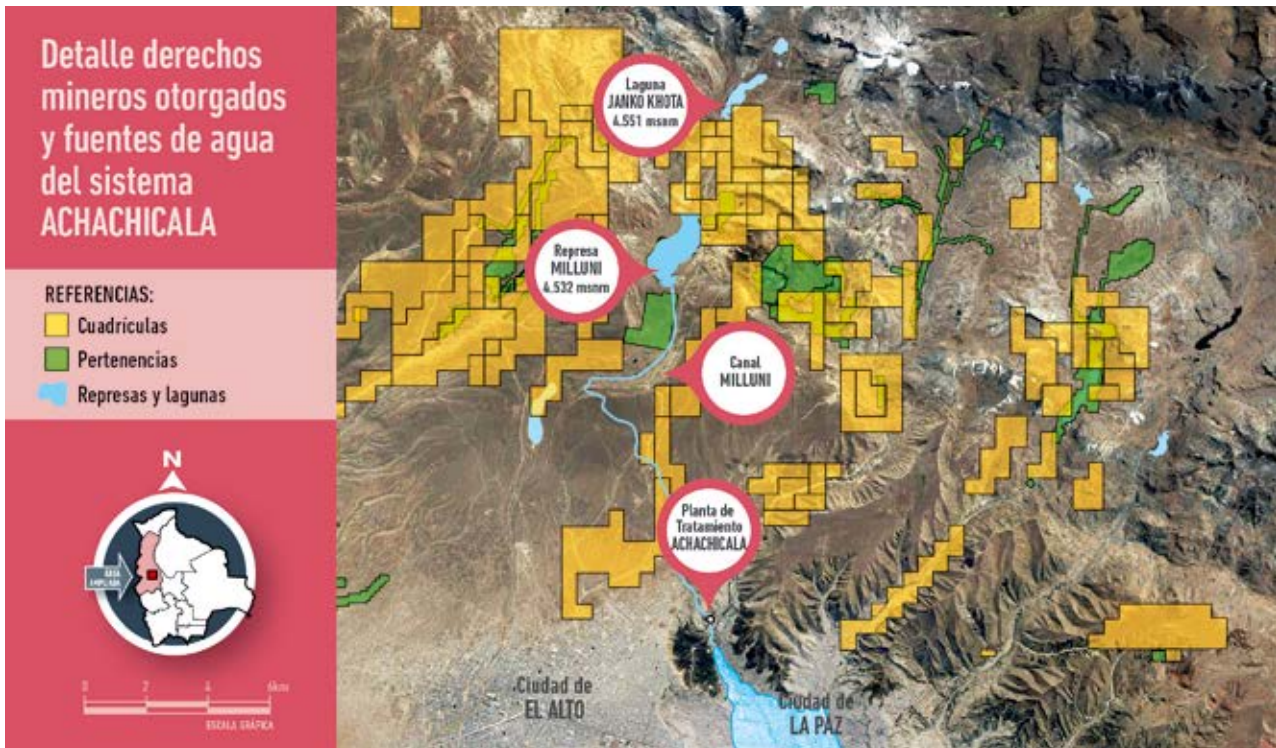 Detalle derechos
mineros otorgados
y fuentes de agua
del sistema
ACHACHICALA
REFERENCIAS:
Cuadrículas
Pertenencias
Represas y lagunas
N
ÁREA
AMPLIADA
0 2 4 6km
ESCALA GRÁFICA
Laguna
JANKO KHOTA
4.551 msnm
Represa
MILLUNI
4.532 msnm
Canal
MILLUNI
Planta de
Tratamiento
ACHACHICALA
Ciudad de
EL ALTO
Ciudad de
LA PAZ